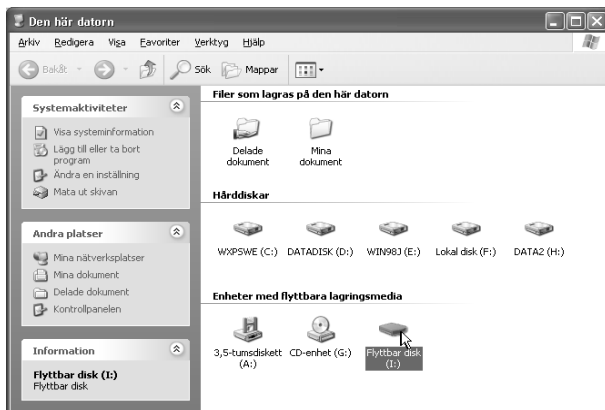 Den här datorn
Arkiv Redigera Visa Favoriter Verktyg Hjälp
Bakåt Sök Mappar
Systemaktiviteter
Visa systeminformation
Lägg till eller ta bort
program
Ändra en inställning
Mata ut skivan
Andra platser
Mina nätverksplatser
Mina dokument
Delade dokument
Kontrollpanelen
Information
Flyttbar disk (I:)
Flyttbar disk
Filer som lagras på den här datorn
Delade
dokument
Mina
dokument
Hårddiskar
WXPSWE (C:) DATADISK (D:) WIN98J (E:) Lokal disk (F:) DATA2 (H:)
Enheter med flyttbara lagringsmedia
3,5-tumsdiskett
(A:)
CD-enhet (G:)
Flyttbar disk
(I:)